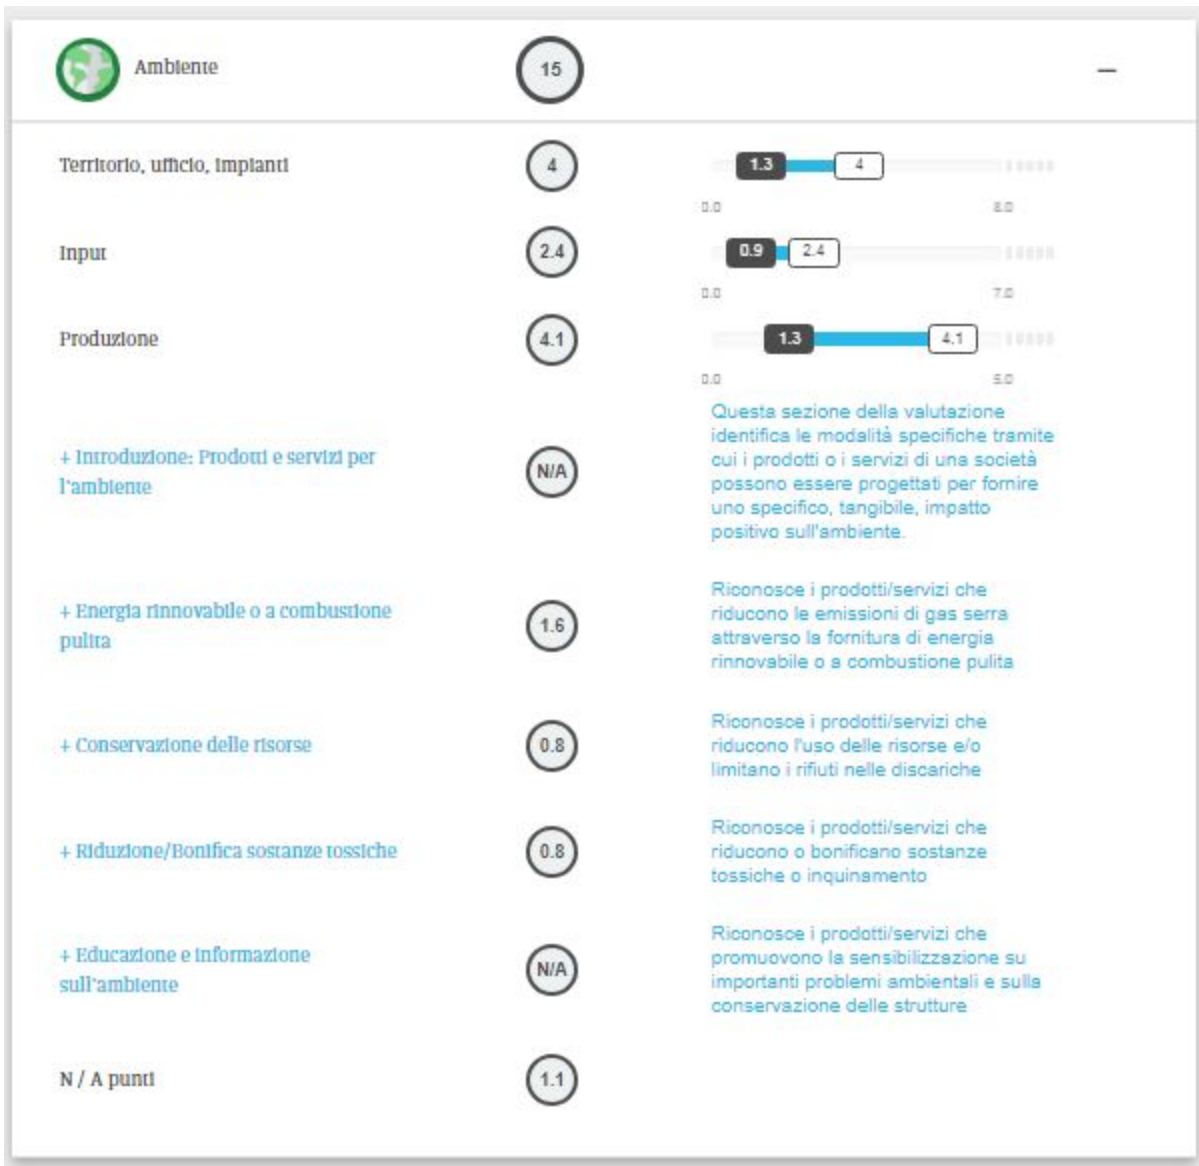 Ambiente
15
Territorio, ufficio, impianti
4
1.3
4
0.0
8.0
Input
2.4
0.9
2.4
0.0
7.0
Produzione
4.1
1.3
4.1
0.0
5.0
+ Introduzione: Prodotti e servizi per
l'ambiente
N/A
Questa sezione della valutazione
identifica le modalità specifiche tramite
cui i prodotti o i servizi di una società
possono essere progettati per fornire
uno specifico, tangibile, impatto
positivo sull'ambiente.
+ Energia rinnovabile o a combustione
pulita
1.6
Riconosce i prodotti/servizi che
riducono le emissioni di gas serra
attraverso la fornitura di energia
rinnovabile o a combustione pulita
+ Conservazione delle risorse
0.8
Riconosce i prodotti/servizi che
riducono l'uso delle risorse e/o
limitano i rifiuti nelle discariche
+ Riduzione/Bonifica sostanze tossiche
0.8
Riconosce i prodotti/servizi che
riducono o bonificano sostanze
tossiche o inquinamento
+ Educazione e informazione
sull'ambiente
N/A
Riconosce i prodotti/servizi che
promuovono la sensibilizzazione su
importanti problemi ambientali e sulla
conservazione delle strutture
N / A punti
1.1